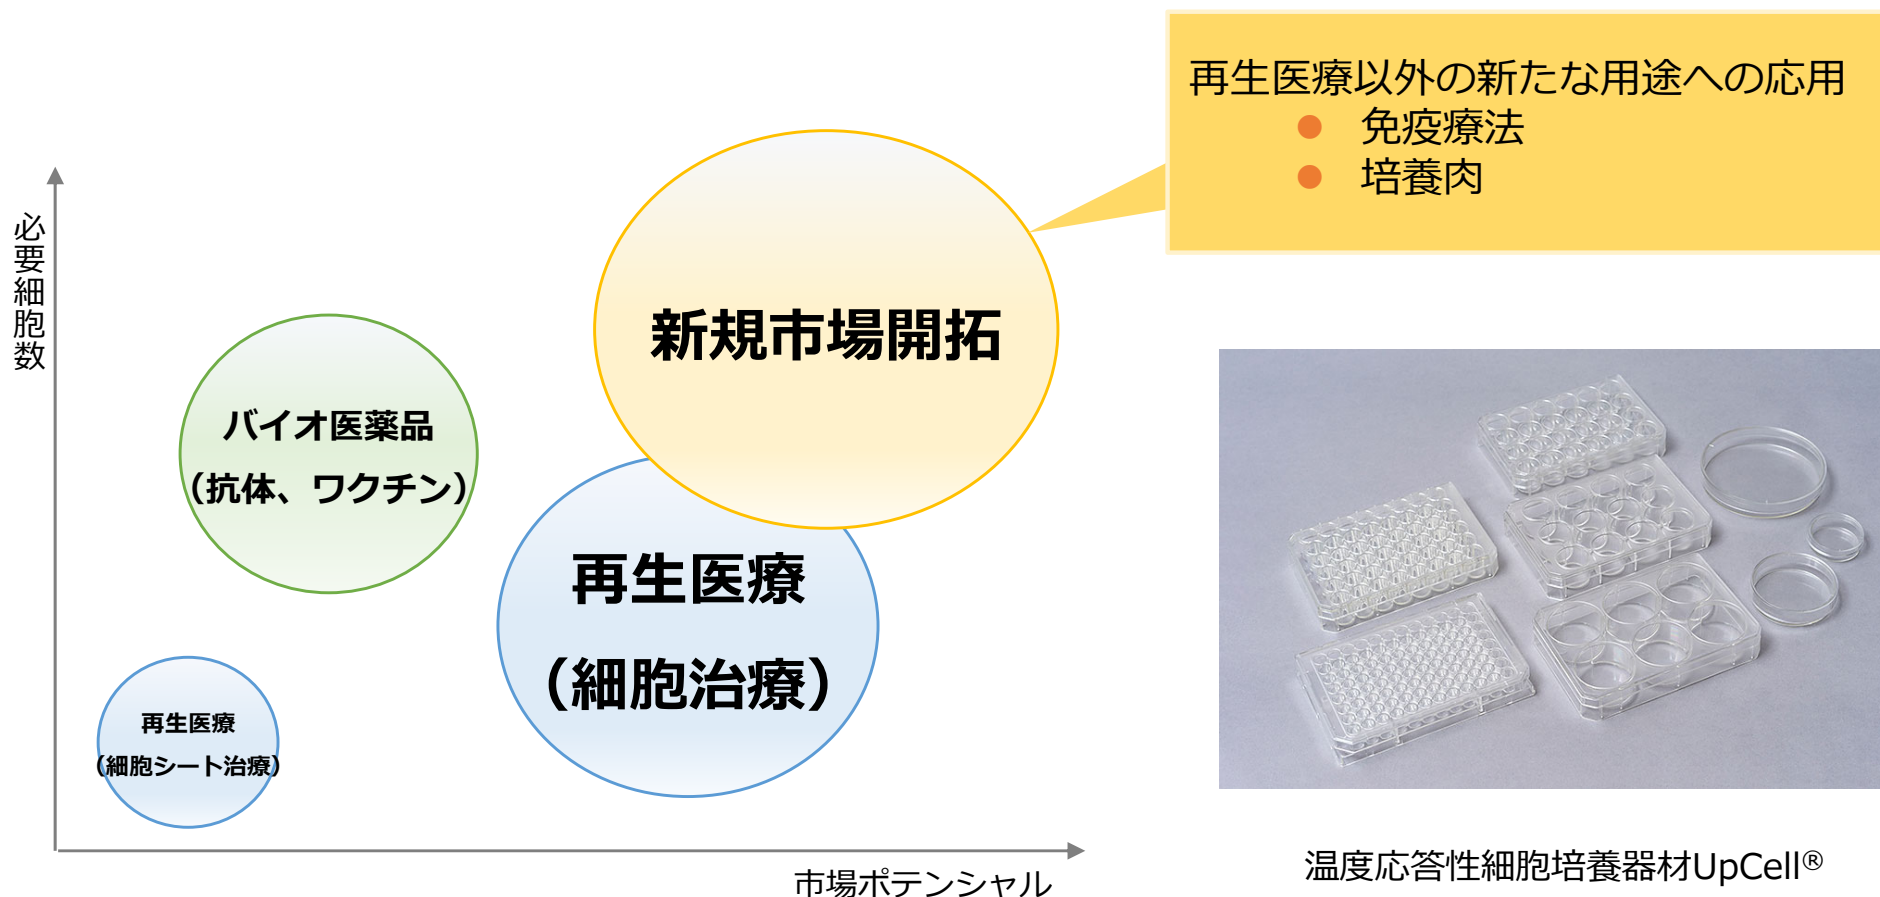 再生医療以外の新たな用途への応用
● 免疫療法
● 培養肉
必要細胞数
新規市場開拓
バイオ医薬品
（抗体、ワクチン）
再生医療
（細胞治療）
再生医療
（細胞シート治療）
市場ポテンシャル
温度応答性細胞培養器材UpCell®